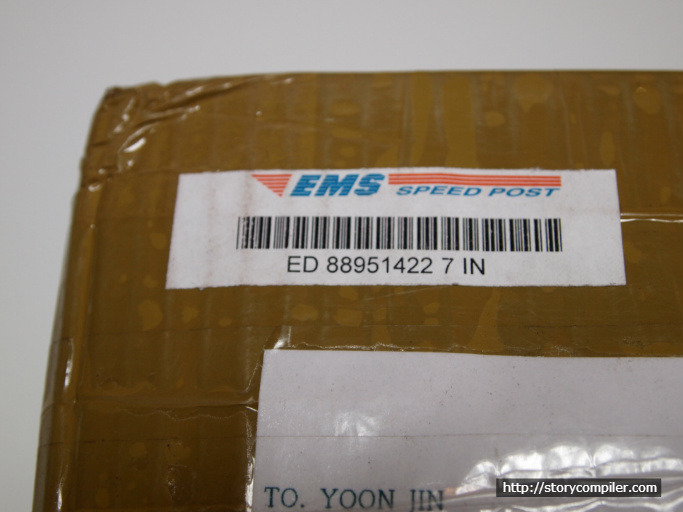 EMS SPEED POST
ED 88951422 7 IN
TO. YOON JIN
http://storycompiler.com